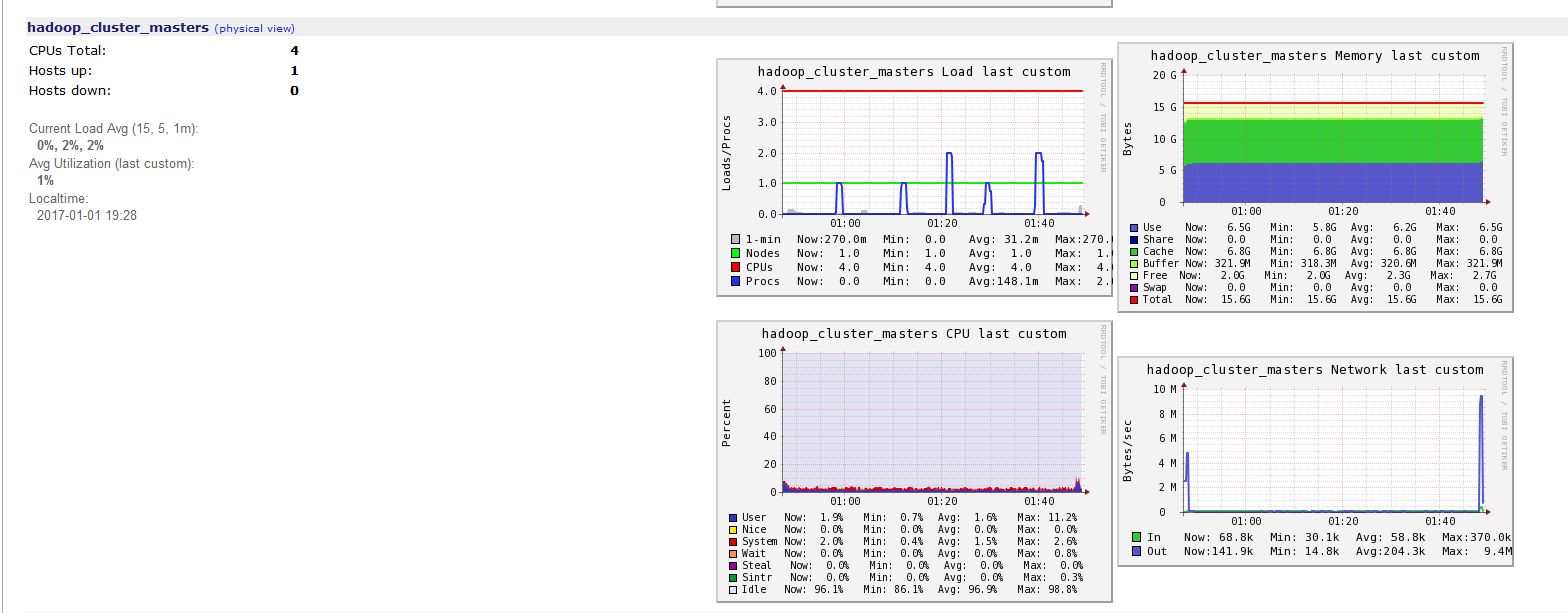 hadoop_cluster_masters (physical view)
CPUs Total: 4
Hosts up: 1
Hosts down: 0
Current Load Avg (15, 5, 1m):
0%, 2%, 2%
Avg Utilization (last custom):
1%
Localtime:
2017-01-01 19:28
hadoop_cluster_masters Load last custom
RRDTOOL / TOBI OETIKER
Loads/Procs
4.0
3.0
2.0
1.0
0.0
01:00 01:20 01:40
1-min Now:270.0m Min: 0.0 Avg: 31.2m Max:270.
Nodes Now: 1.0 Min: 1.0 Avg: 1.0 Max: 1.
CPUs Now: 4.0 Min: 4.0 Avg: 4.0 Max: 4.
Procs Now: 0.0 Min: 0.0 Avg:148.1m Max: 2.
hadoop_cluster_masters Memory last custom
RRDTOOL / TOBI OETIKER
Bytes
20 G
15 G
10 G
5 G
0
01:00 01:20 01:40
Use Now: 6.5G Min: 5.8G Avg: 6.2G Max: 6.5G
Share Now: 0.0 Min: 0.0 Avg: 0.0 Max: 0.0
Cache Now: 6.8G Min: 6.8G Avg: 6.8G Max: 6.8G
Buffer Now: 321.9M Min: 318.3M Avg: 320.6M Max: 321.9M
Free Now: 2.0G Min: 2.0G Avg: 2.3G Max: 2.7G
Swap Now: 0.0 Min: 0.0 Avg: 0.0 Max: 0.0
Total Now: 15.6G Min: 15.6G Avg: 15.6G Max: 15.6G
hadoop_cluster_masters CPU last custom
RRDTOOL / TOBI OETIKER
Percent
100
80
60
40
20
0
01:00 01:20 01:40
User Now: 1.9% Min: 0.7% Avg: 1.6% Max: 11.2%
Nice Now: 0.0% Min: 0.0% Avg: 0.0% Max: 0.0%
System Now: 2.0% Min: 0.4% Avg: 1.5% Max: 2.6%
Wait Now: 0.0% Min: 0.0% Avg: 0.0% Max: 0.8%
Steal Now: 0.0% Min: 0.0% Avg: 0.0% Max: 0.0%
Sintr Now: 0.0% Min: 0.0% Avg: 0.0% Max: 0.3%
Idle Now: 96.1% Min: 86.1% Avg: 96.9% Max: 98.8%
hadoop_cluster_masters Network last custom
RRDTOOL / TOBI OETIKER
Bytes/sec
10 M
8 M
6 M
4 M
2 M
0
01:00 01:20 01:40
In Now: 68.8k Min: 30.1k Avg: 58.8k Max:370.0k
Out Now:141.9k Min: 14.8k Avg:204.3k Max: 9.4M